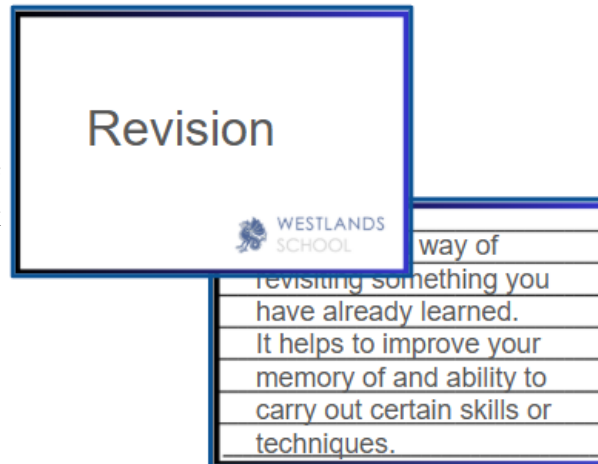 Revision
WESTLANDS
SCHOOL
way of
revisiting something you
have already learned.
It helps to improve your
memory of and ability to
carry out certain skills or
techniques.